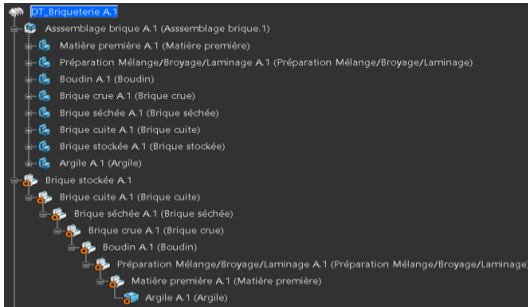 DT_Briqueterie A.1
Asssemblage brique A.1 (Asssemblage brique.1)
Matière première A.1 (Matière première)
Préparation Mélange/Broyage/Laminage A.1 (Préparation Mélange/Broyage/Laminage)
Boudin A.1 (Boudin)
Brique crue A.1 (Brique crue)
Brique séchée A.1 (Brique séchée)
Brique cuite A.1 (Brique cuite)
Brique stockée A.1 (Brique stockée)
Argile A.1 (Argile)
Brique stockée A.1
Brique cuite A.1 (Brique cuite)
Brique séchée A.1 (Brique séchée)
Brique crue A.1 (Brique crue)
Boudin A.1 (Boudin)
Préparation Mélange/Broyage/Laminage A.1 (Préparation Mélange/Broyage/Laminage
Matière première A.1 (Matière première)
Argile A.1 (Argile)